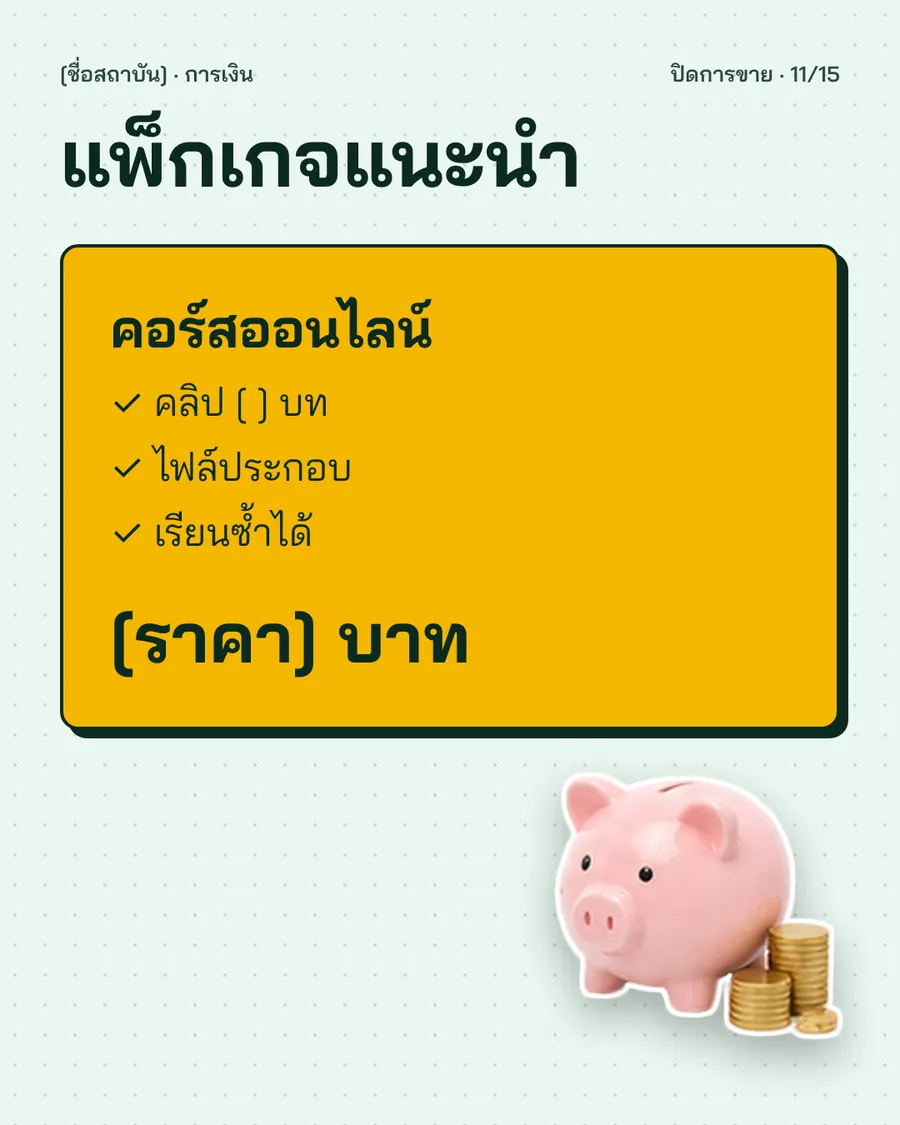 (ชื่อสถาบัน) · การเงิน
ปิดการขาย · 11/15
แพ็กเกจแนะนำ
คอร์สออนไลน์
✓ คลิป ( ) บท
✓ ไฟล์ประกอบ
✓ เรียนซ้ำได้
(ราคา) บาท